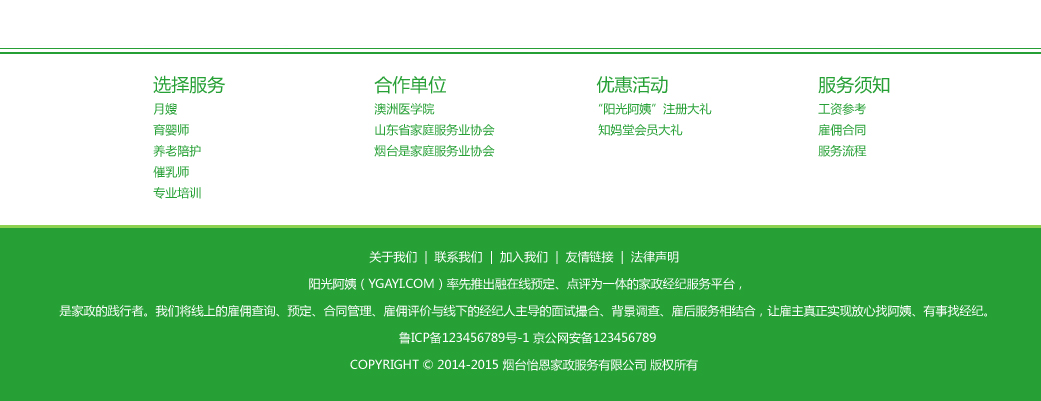 选择服务
月嫂
育婴师
养老陪护
催乳师
专业培训
合作单位
澳洲医学院
山东省家庭服务业协会
烟台是家庭服务业协会
优惠活动
“阳光阿姨”注册大礼
知妈堂会员大礼
服务须知
工资参考
雇佣合同
服务流程
关于我们 | 联系我们 | 加入我们 | 友情链接 | 法律声明
阳光阿姨（YGAYI.COM）率先推出融在线预定、点评为一体的家政经纪服务平台，
是家政的践行者。我们将线上的雇佣查询、预定、合同管理、雇佣评价与线下的经纪人主导的面试撮合、背景调查、雇后服务相结合，让雇主真正实现放心找阿姨、有事找经纪。
鲁ICP备123456789号-1 京公网安备123456789
COPYRIGHT © 2014-2015 烟台怡恩家政服务有限公司 版权所有